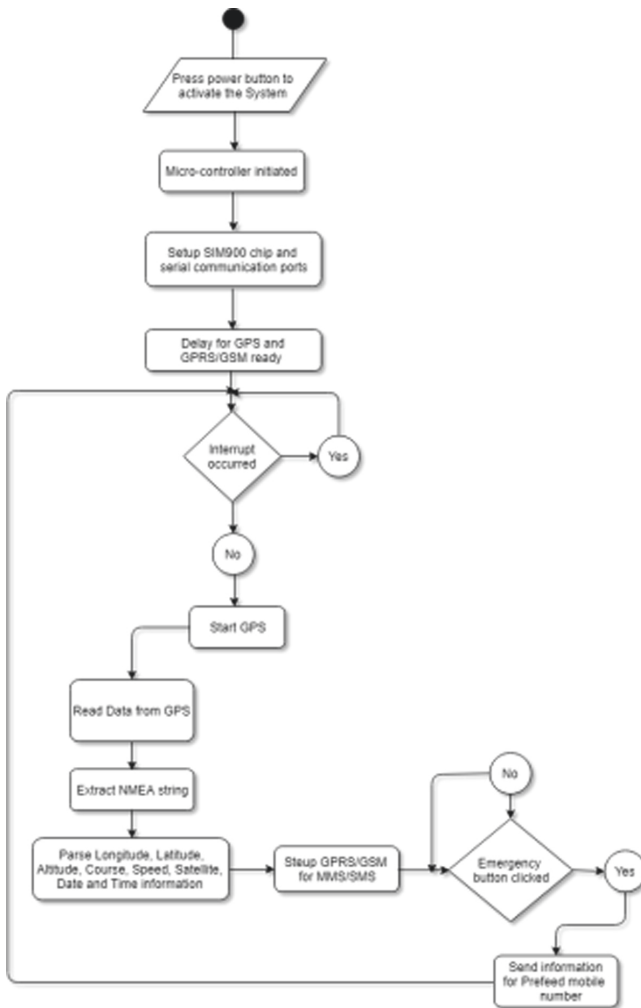 Press power button to
activate the System
Micro-controller initiated
Setup SIM900 chip and
serial communication ports
Delay for GPS and
GPRS/GSM ready
Interrupt
occurred
Yes
No
Start GPS
Read Data from GPS
Extract NMEA string
Parse Longitude, Latitude,
Altitude, Course, Speed, Satellite,
Date and Time information
Steup GPRS/GSM
for MMS/SMS
No
Emergency
button clicked
Yes
Send information
for Prefeed mobile
number